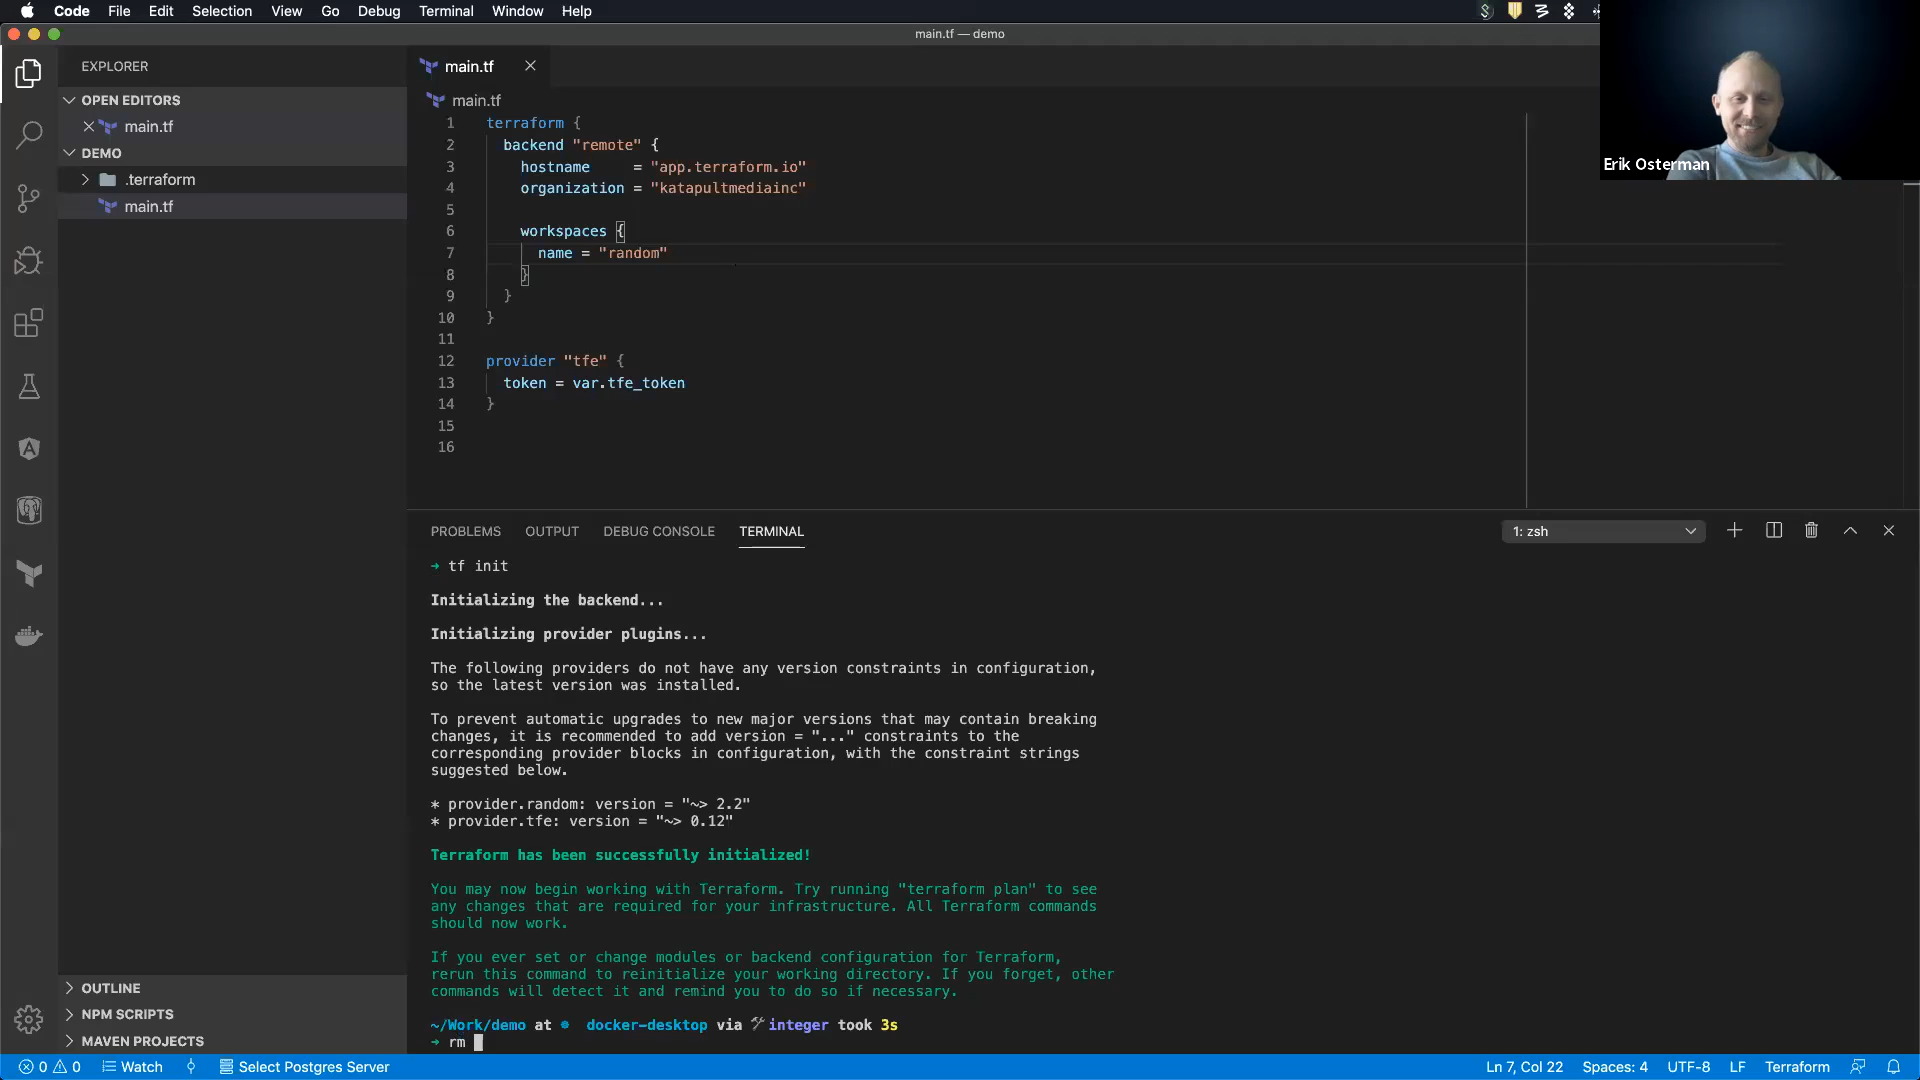 Code File Edit Selection View Go Debug Terminal Window Help
main.tf — demo
Erik Osterman
EXPLORER
OPEN EDITORS
main.tf
DEMO
.terraform
main.tf
main.tf
main.tf
1 terraform {
2 backend "remote" {
3 hostname = "app.terraform.io"
4 organization = "katapultmediainc"
5
6 workspaces {
7 name = "random"
8 }
9 }
10 }
11
12 provider "tfe" {
13 token = var.tfe_token
14 }
15
16
PROBLEMS OUTPUT DEBUG CONSOLE TERMINAL 1: zsh
→ tf init
Initializing the backend...
Initializing provider plugins...
The following providers do not have any version constraints in configuration,
so the latest version was installed.
To prevent automatic upgrades to new major versions that may contain breaking
changes, it is recommended to add version = "..." constraints to the
corresponding provider blocks in configuration, with the constraint strings
suggested below.
* provider.random: version = "~> 2.2"
* provider.tfe: version = "~> 0.12"
Terraform has been successfully initialized!
You may now begin working with Terraform. Try running "terraform plan" to see
any changes that are required for your infrastructure. All Terraform commands
should now work.
If you ever set or change modules or backend configuration for Terraform,
rerun this command to reinitialize your working directory. If you forget, other
commands will detect it and remind you to do so if necessary.
~/Work/demo at docker-desktop via integer took 3s
→ rm
OUTLINE
NPM SCRIPTS
MAVEN PROJECTS
0 0 Watch Select Postgres Server Ln 7, Col 22 Spaces: 4 UTF-8 LF Terraform